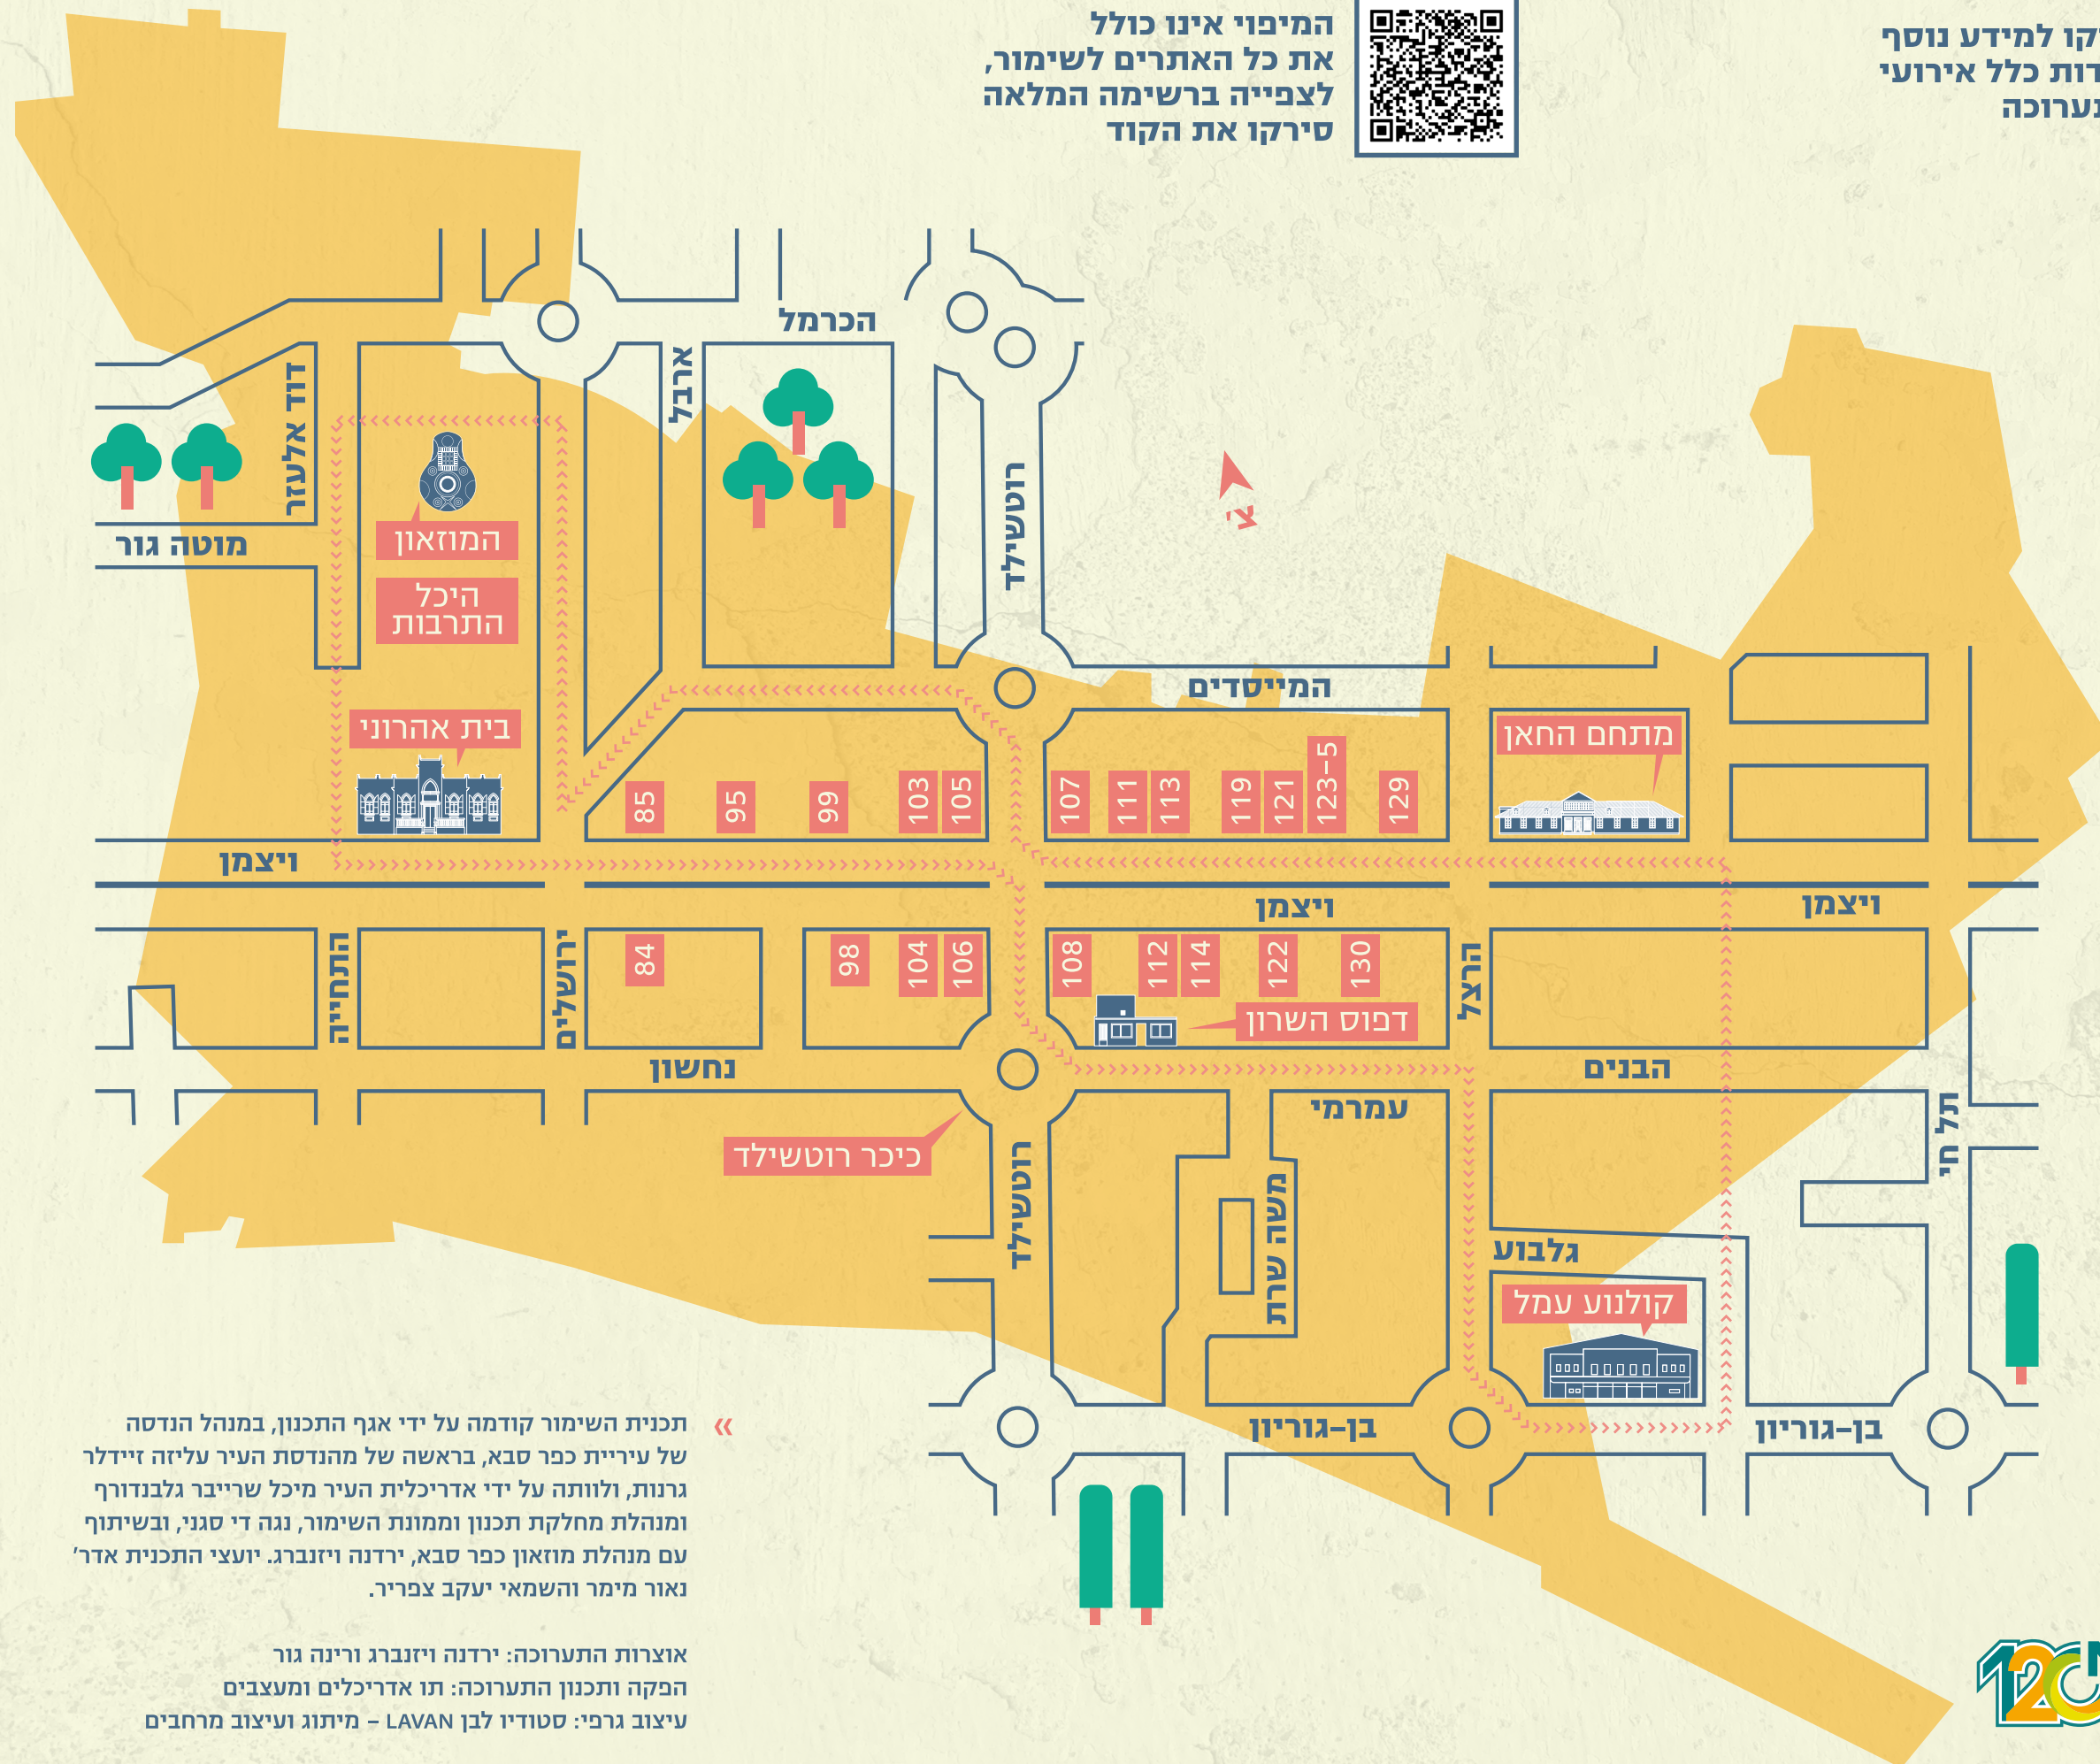 המיפוי אינו כולל
את כל האתרים לשימור,
לצפייה ברשימה המלאה
סירקו את הקוד
למידע נוסף
כלל אירועי
הכרמל
ארבל
דוד אלעזר
רוטשילד
צ'
המוזאון
מוטה גור
היכל
התרבות
המייסדים
בית אהרוני
מתחם החאן
85
95
99
103
105
107
111
113
119
121
123–5
129
ויצמן
ויצמן
ויצמן
התחייה
ירושלים
84
98
104
106
108
112
114
122
130
הרצל
דפוס השרון
נחשון
הבנים
עמרמי
תל חי
כיכר רוטשילד
רוטשילד
משה שרת
גלבוע
קולנוע עמל
בן-גוריון
בן-גוריון
« תכנית השימור קודמה על ידי אגף התכנון, במנהל הנדסה
של עיריית כפר סבא, בראשה של מהנדסת העיר עליזה זיידלר
גרנות, ולוותה על ידי אדריכלית העיר מיכל שרייבר גלבנדורף
ומנהלת מחלקת תכנון וממונת השימור, נגה די סגני, ובשיתוף
עם מנהלת מוזאון כפר סבא, ירדנה ויזנברג. יועצי התכנית אדר'
נאור מימר והשמאי יעקב צפריר.
אוצרות התערוכה: ירדנה ויזנברג ורינה גור
הפקה ותכנון התערוכה: תו אדריכלים ומעצבים
עיצוב גרפי: סטודיו לבן LAVAN – מיתוג ועיצוב מרחבים
120